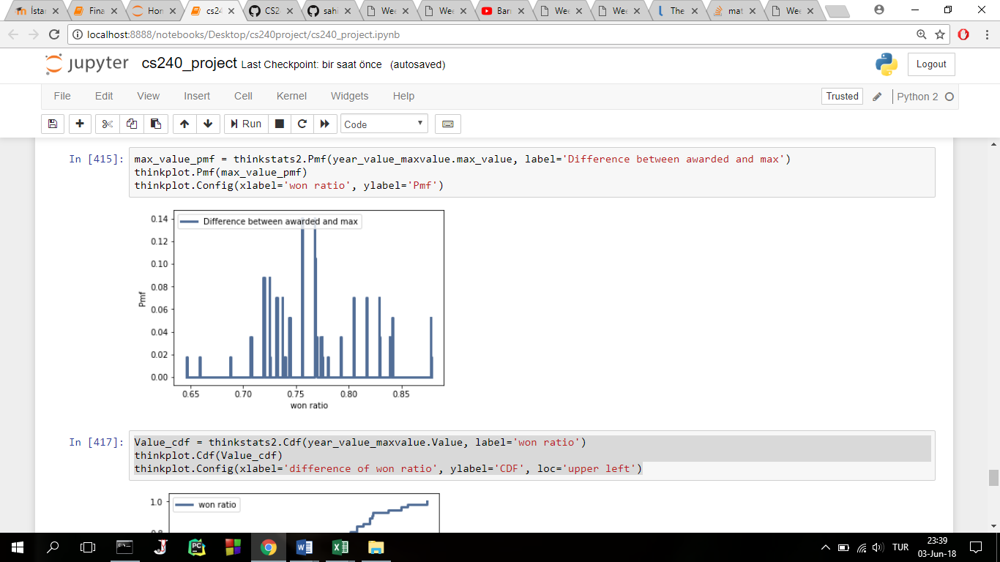 İsta
Fina
Hon
cs24
CS2
sahi
Wee
Wee
Barı
Wee
Wee
The
mat
Wee
localhost:8888/notebooks/Desktop/cs240project/cs240_project.ipynb
jupyter cs240_project Last Checkpoint: bir saat önce (autosaved)
Logout
File Edit View Insert Cell Kernel Widgets Help
Trusted
Python 2
Run
Code
In [415]:
max_value_pmf = thinkstats2.Pmf(year_value_maxvalue.max_value, label='Difference between awarded and max')
thinkplot.Pmf(max_value_pmf)
thinkplot.Config(xlabel='won ratio', ylabel='Pmf')
Difference between awarded and max
0.14
0.12
0.10
0.08
0.06
0.04
0.02
0.00
Pmf
0.65 0.70 0.75 0.80 0.85
won ratio
In [417]:
Value_cdf = thinkstats2.Cdf(year_value_maxvalue.Value, label='won ratio')
thinkplot.Cdf(Value_cdf)
thinkplot.Config(xlabel='difference of won ratio', ylabel='CDF', loc='upper left')
1.0
won ratio
0.8
TUR
23:39
03-Jun-18